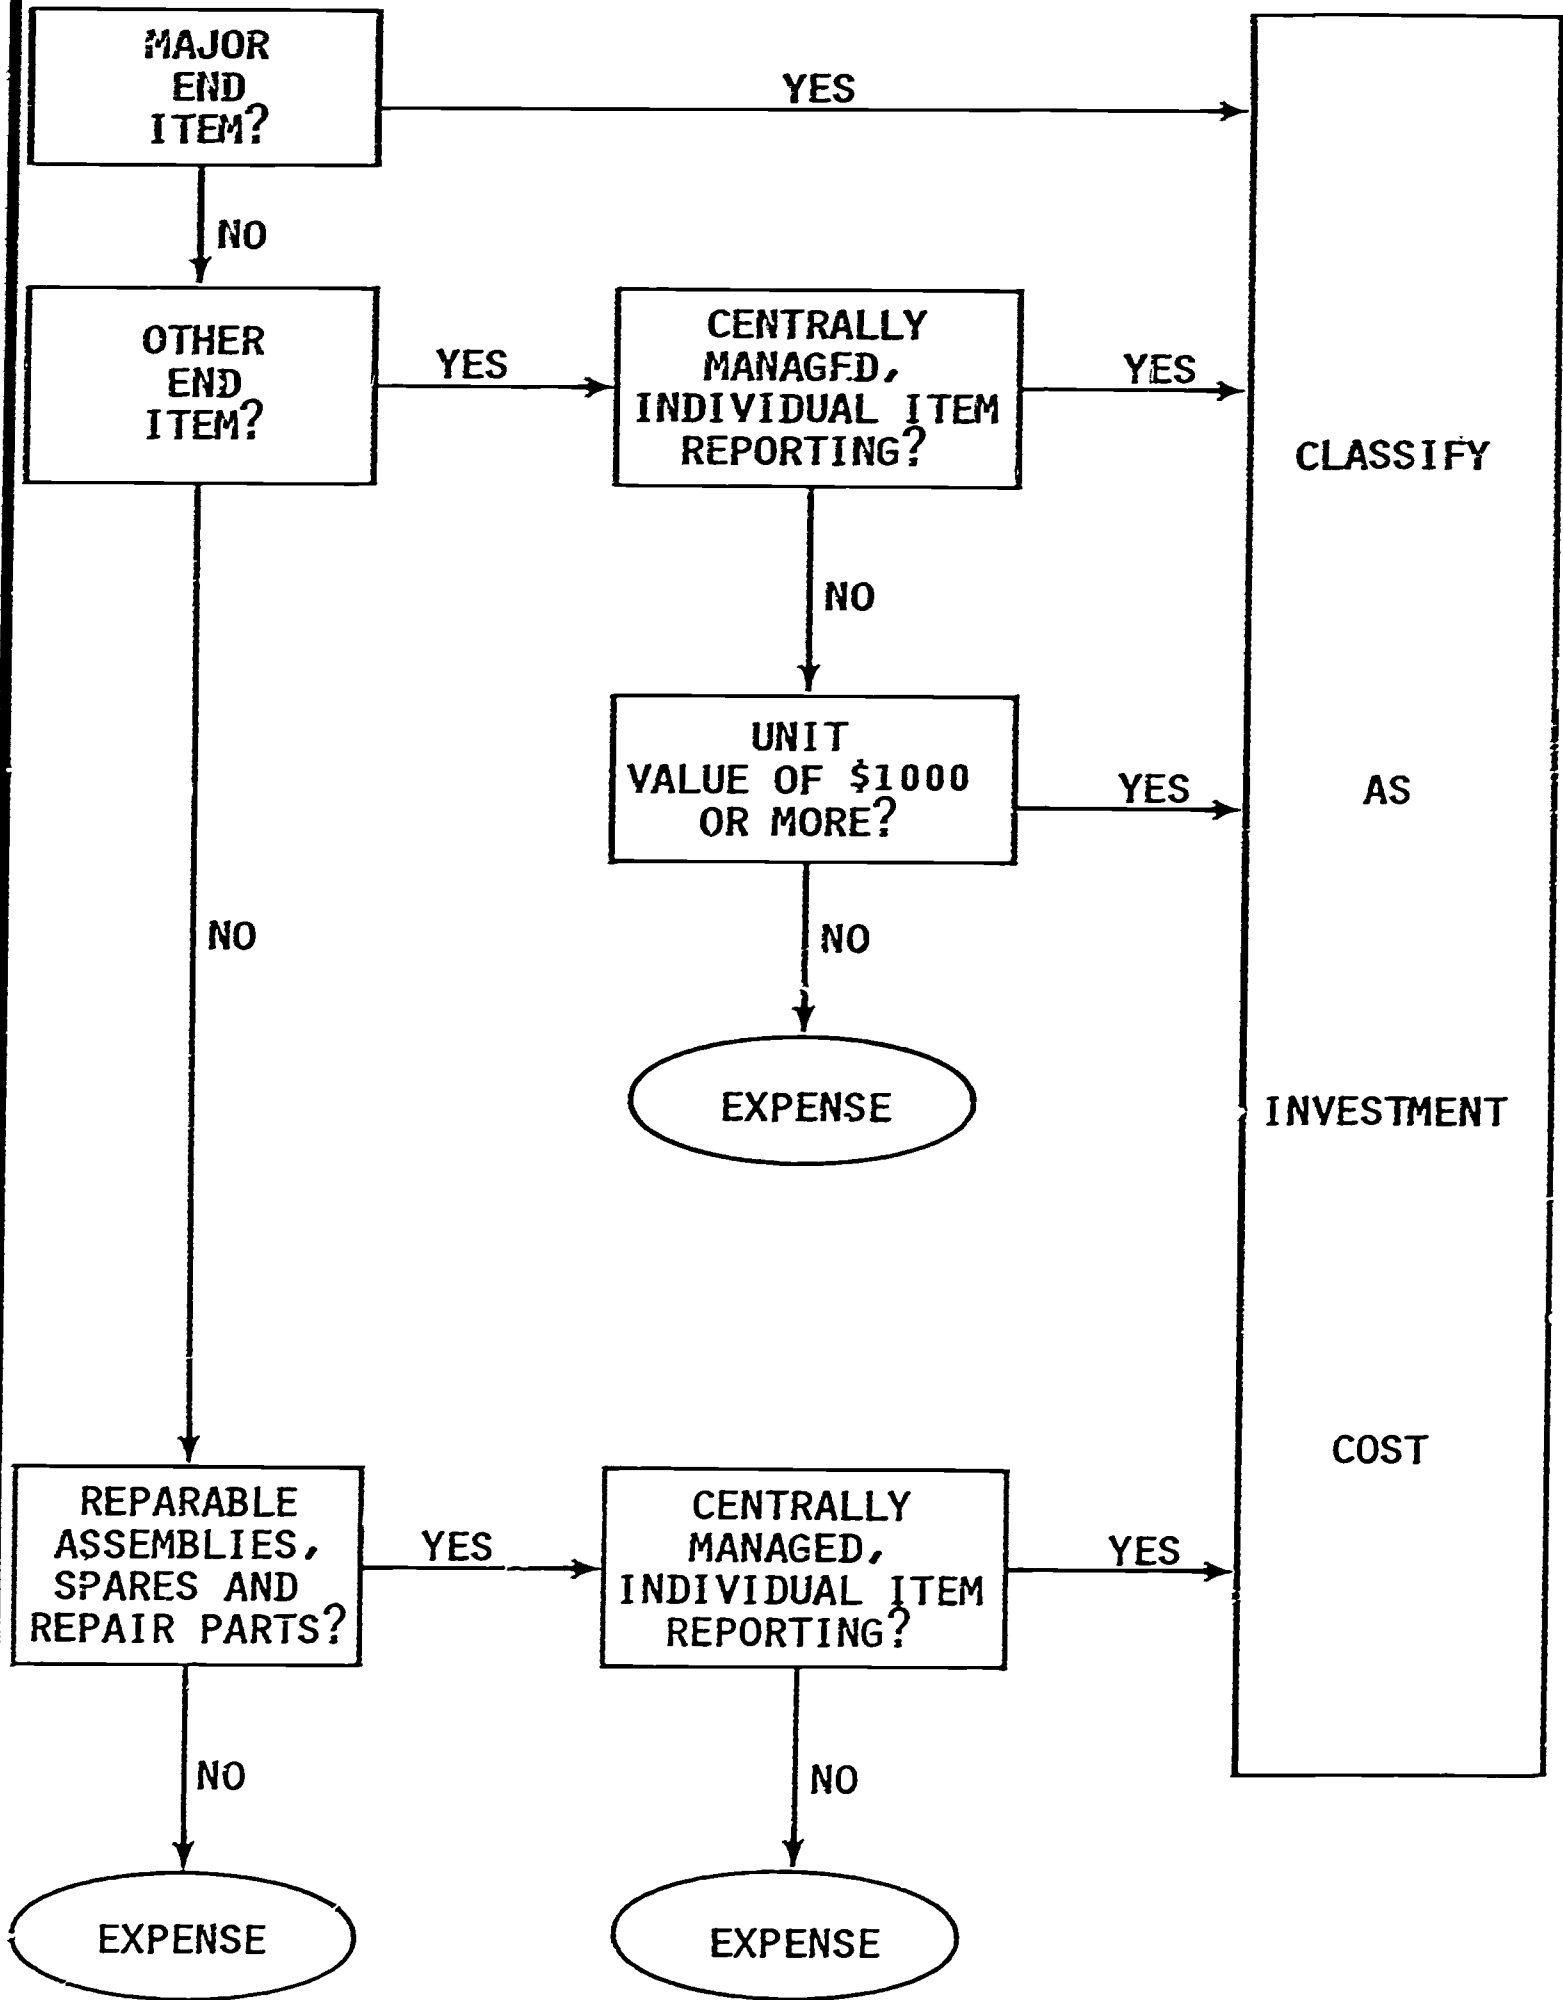 MAJOR
END
ITEM?
YES
NO
OTHER
END
ITEM?
YES
CENTRALLY
MANAGED,
INDIVIDUAL ITEM
REPORTING?
YES
CLASSIFY
NO
UNIT
VALUE OF $1000
OR MORE?
YES
AS
NO
NO
EXPENSE
INVESTMENT
COST
REPARABLE
ASSEMBLIES,
SPARES AND
REPAIR PARTS?
YES
CENTRALLY
MANAGED,
INDIVIDUAL ITEM
REPORTING?
YES
NO
NO
EXPENSE
EXPENSE